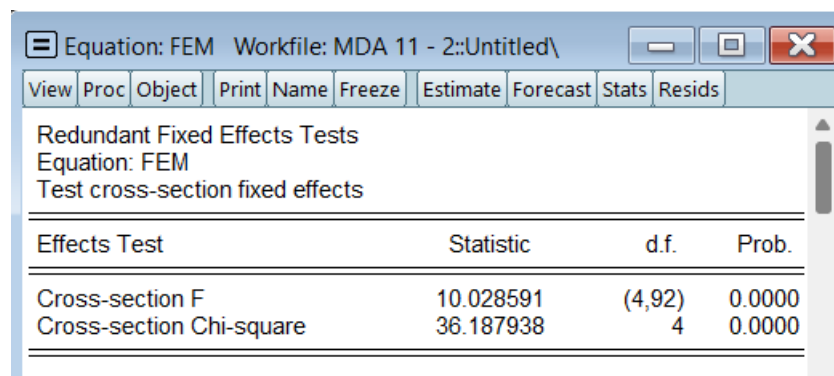 Equation: FEM Workfile: MDA 11 - 2::Untitled\
View Proc Object Print Name Freeze Estimate Forecast Stats Resids
Redundant Fixed Effects Tests
Equation: FEM
Test cross-section fixed effects
Effects Test Statistic d.f. Prob.
Cross-section F 10.028591 (4,92) 0.0000
Cross-section Chi-square 36.187938 4 0.0000